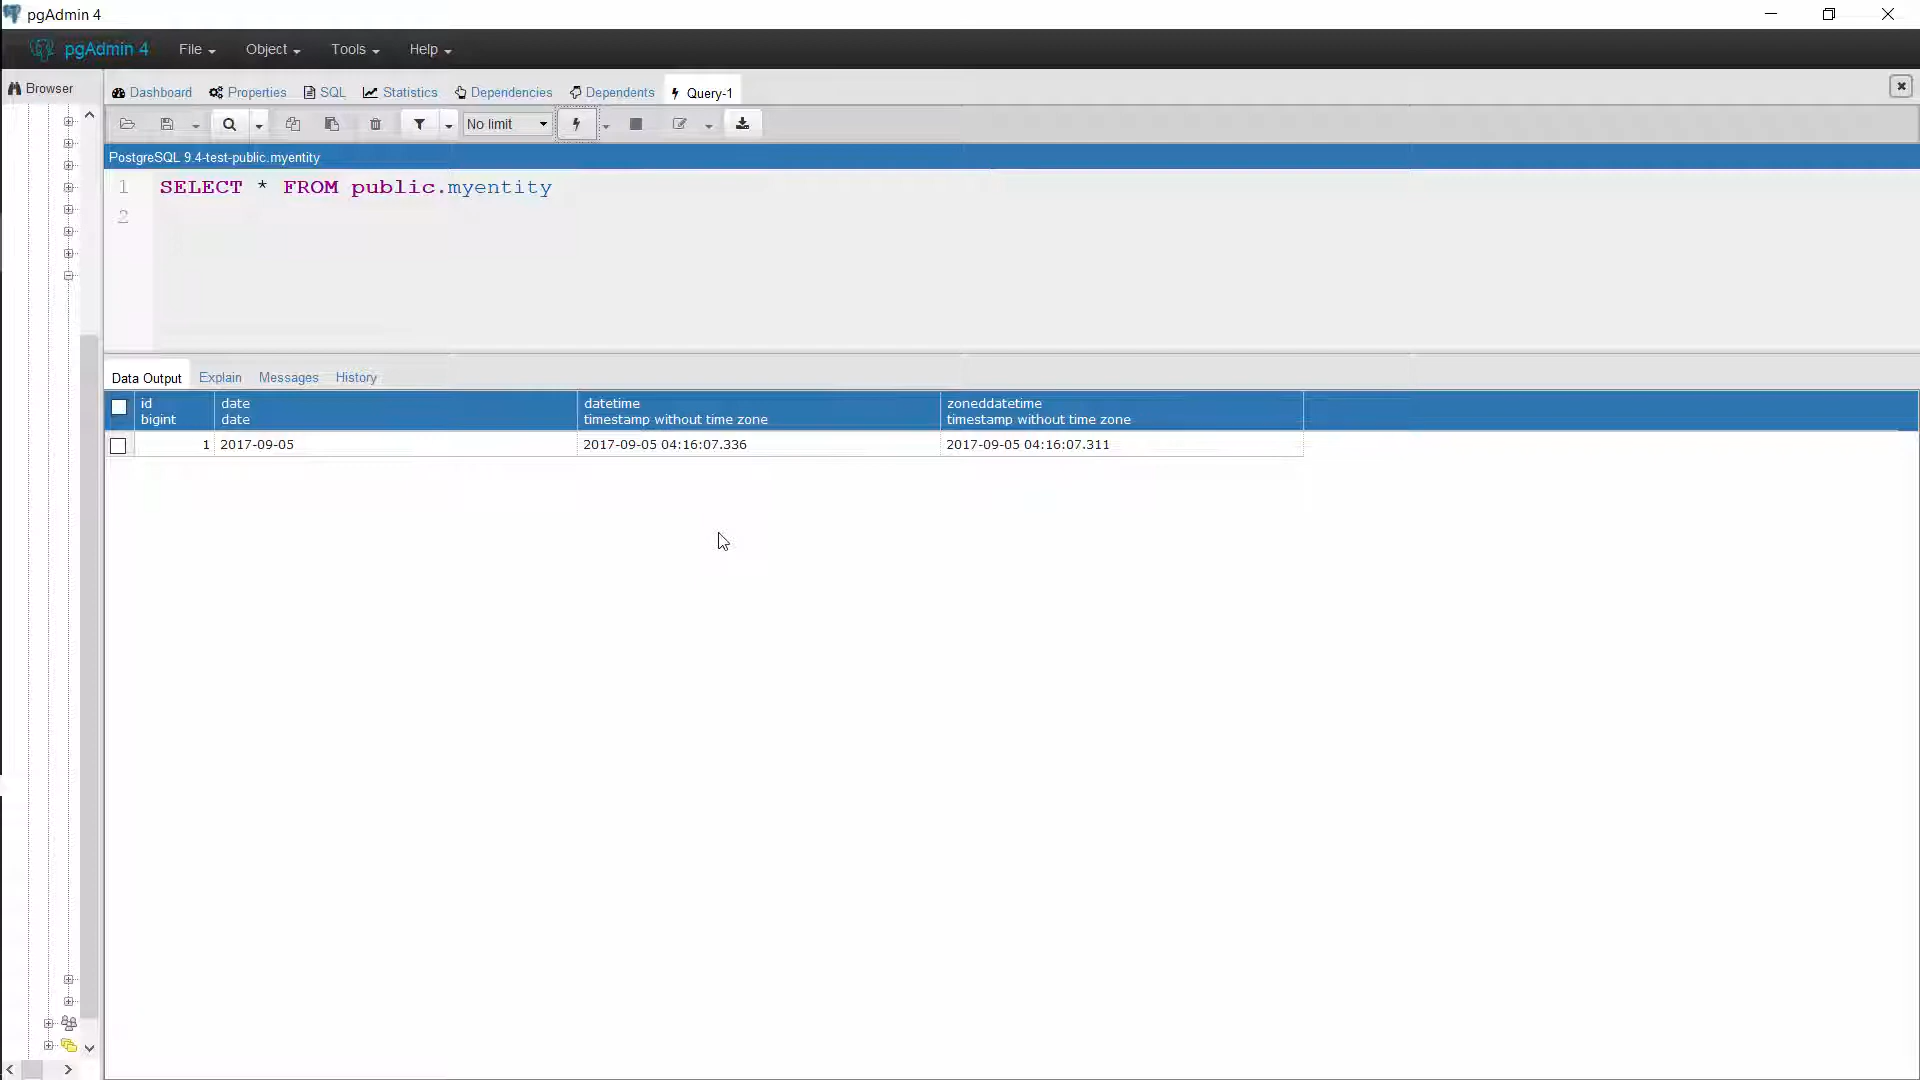 pgAdmin 4
pgAdmin 4 File Object Tools Help
Browser
Dashboard Properties SQL Statistics Dependencies Dependents Query-1
No limit
PostgreSQL 9.4-test-public.myentity
1 SELECT * FROM public.myentity
2
Data Output Explain Messages History
id date datetime zoneddatetime
bigint date timestamp without time zone timestamp without time zone
1 2017-09-05 2017-09-05 04:16:07.336 2017-09-05 04:16:07.311